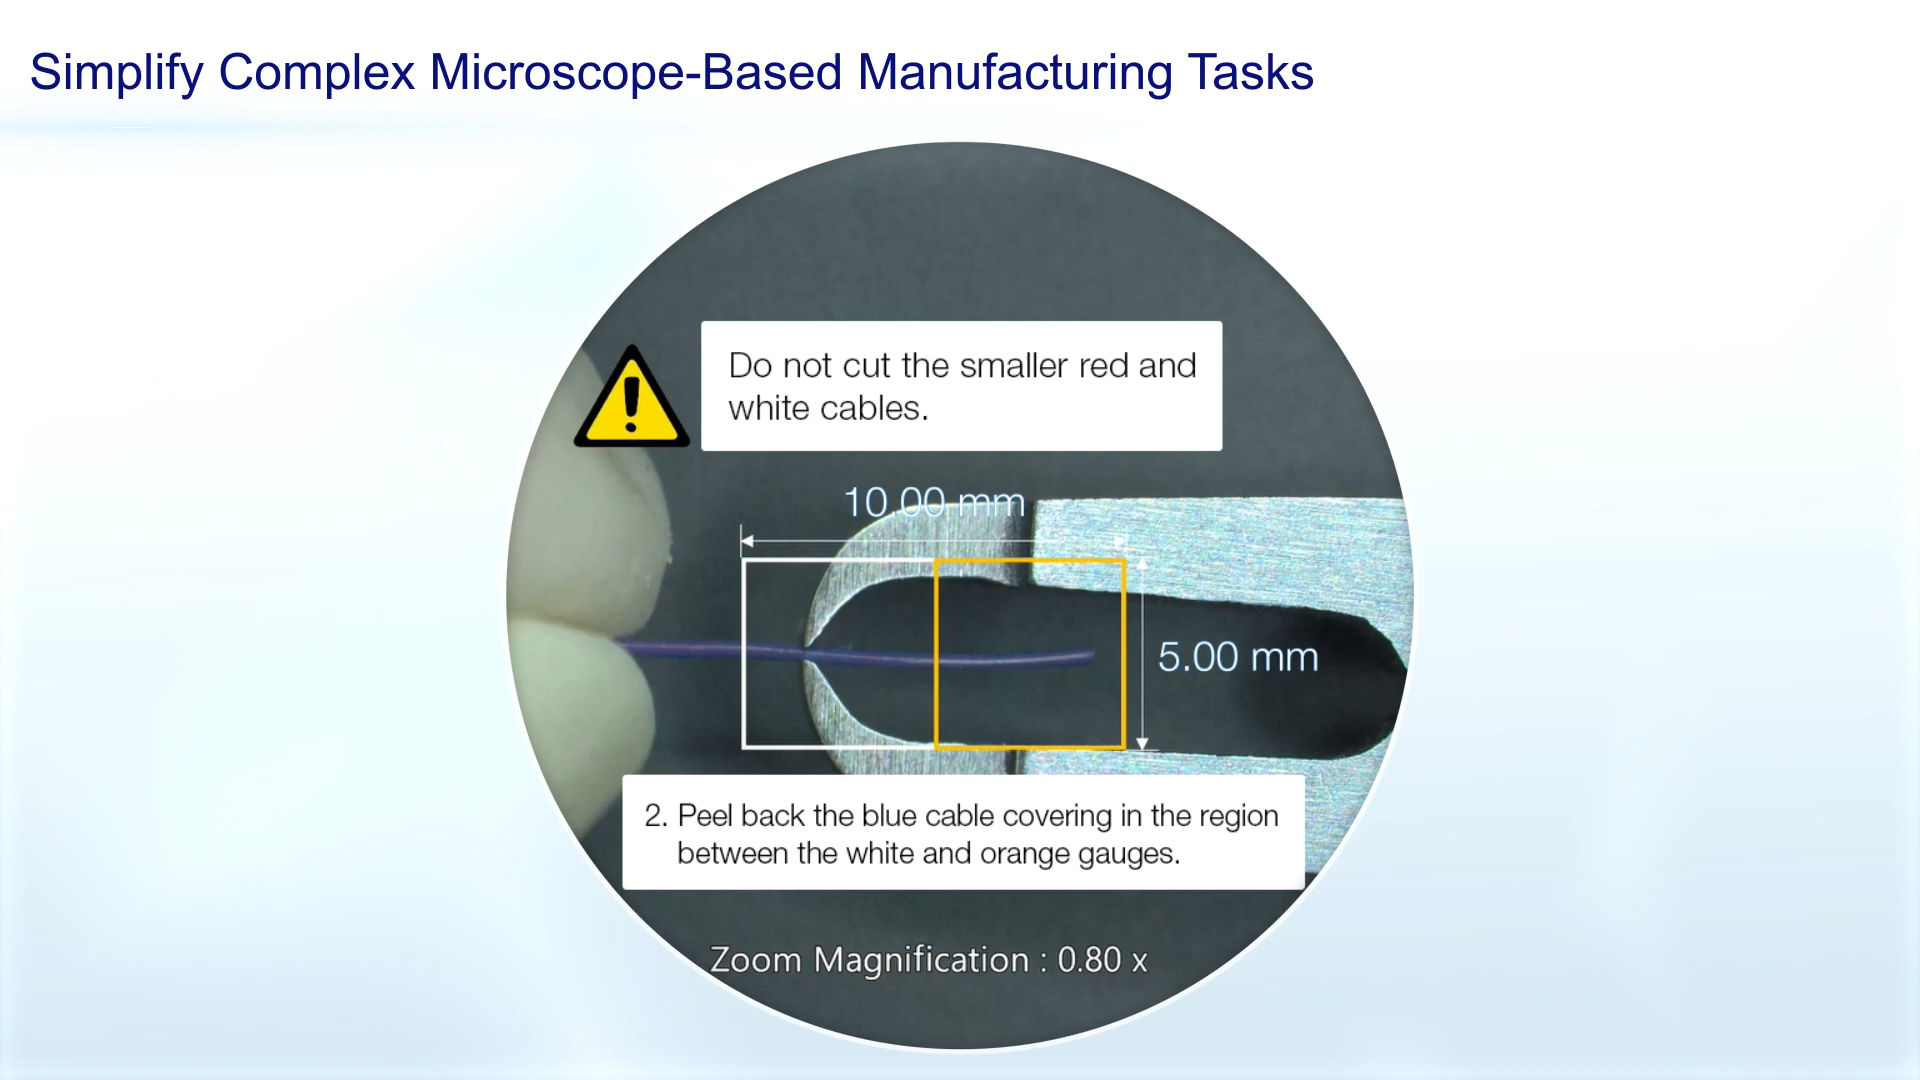 Simplify Complex Microscope-Based Manufacturing Tasks
Do not cut the smaller red and
white cables.
10.00 mm
5.00 mm
2. Peel back the blue cable covering in the region
between the white and orange gauges.
Zoom Magnification : 0.80 x